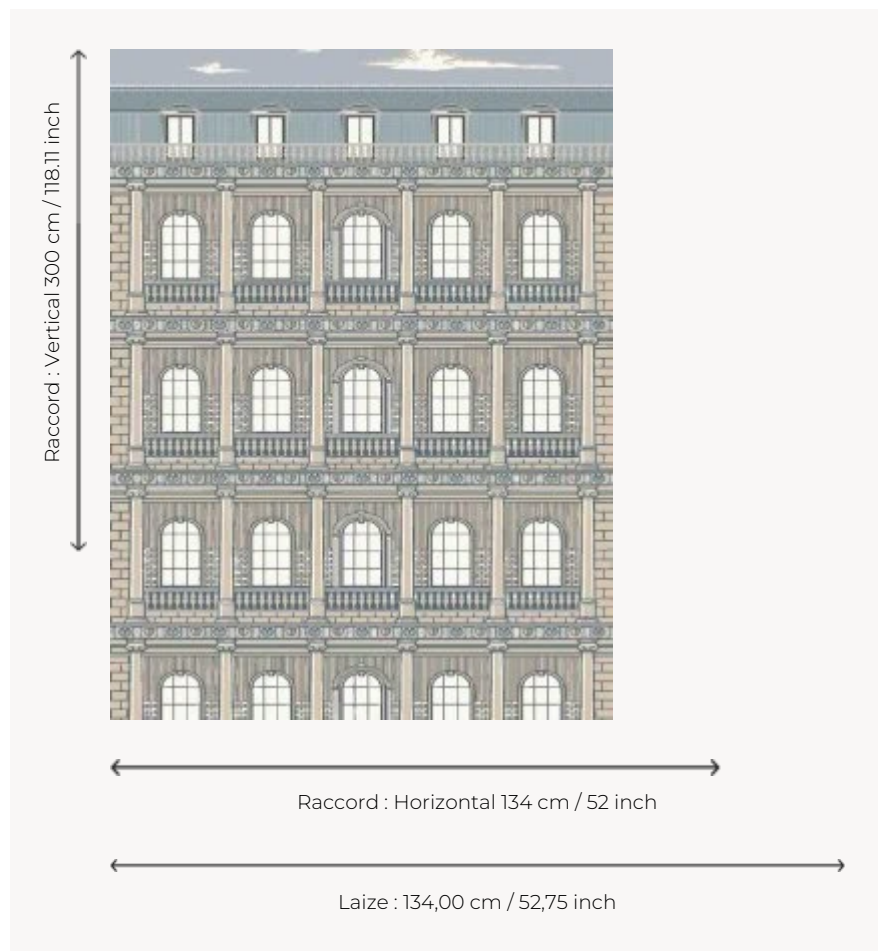 Raccord : Vertical 300 cm / 118.11 inch
Raccord : Horizontal 134 cm / 52 inch
Laize : 134,00 cm / 52,75 inch